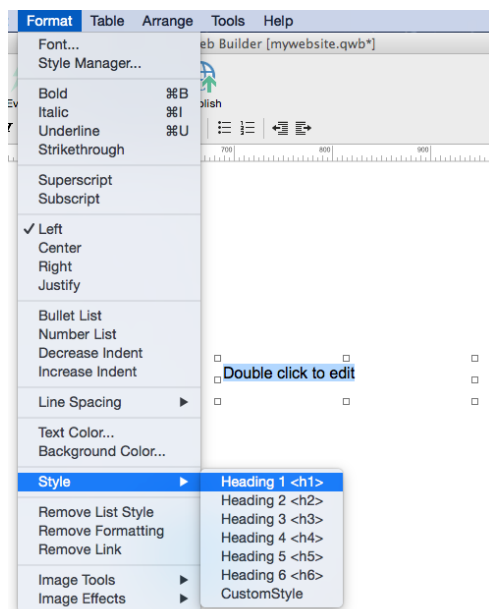 Format Table Arrange Tools Help
eb Builder [mywebsite.qwb*]
Font...
Style Manager...
Ev
blish
Bold ⌘B
Italic ⌘I
Underline ⌘U
Strikethrough
700 800 900
Superscript
Subscript
✓ Left
Center
Right
Justify
Bullet List
Number List
Decrease Indent
Increase Indent
Double click to edit
Line Spacing ▶
Text Color...
Background Color...
Style ▶
Heading 1 <h1>
Heading 2 <h2>
Heading 3 <h3>
Heading 4 <h4>
Heading 5 <h5>
Heading 6 <h6>
CustomStyle
Remove List Style
Remove Formatting
Remove Link
Image Tools ▶
Image Effects ▶